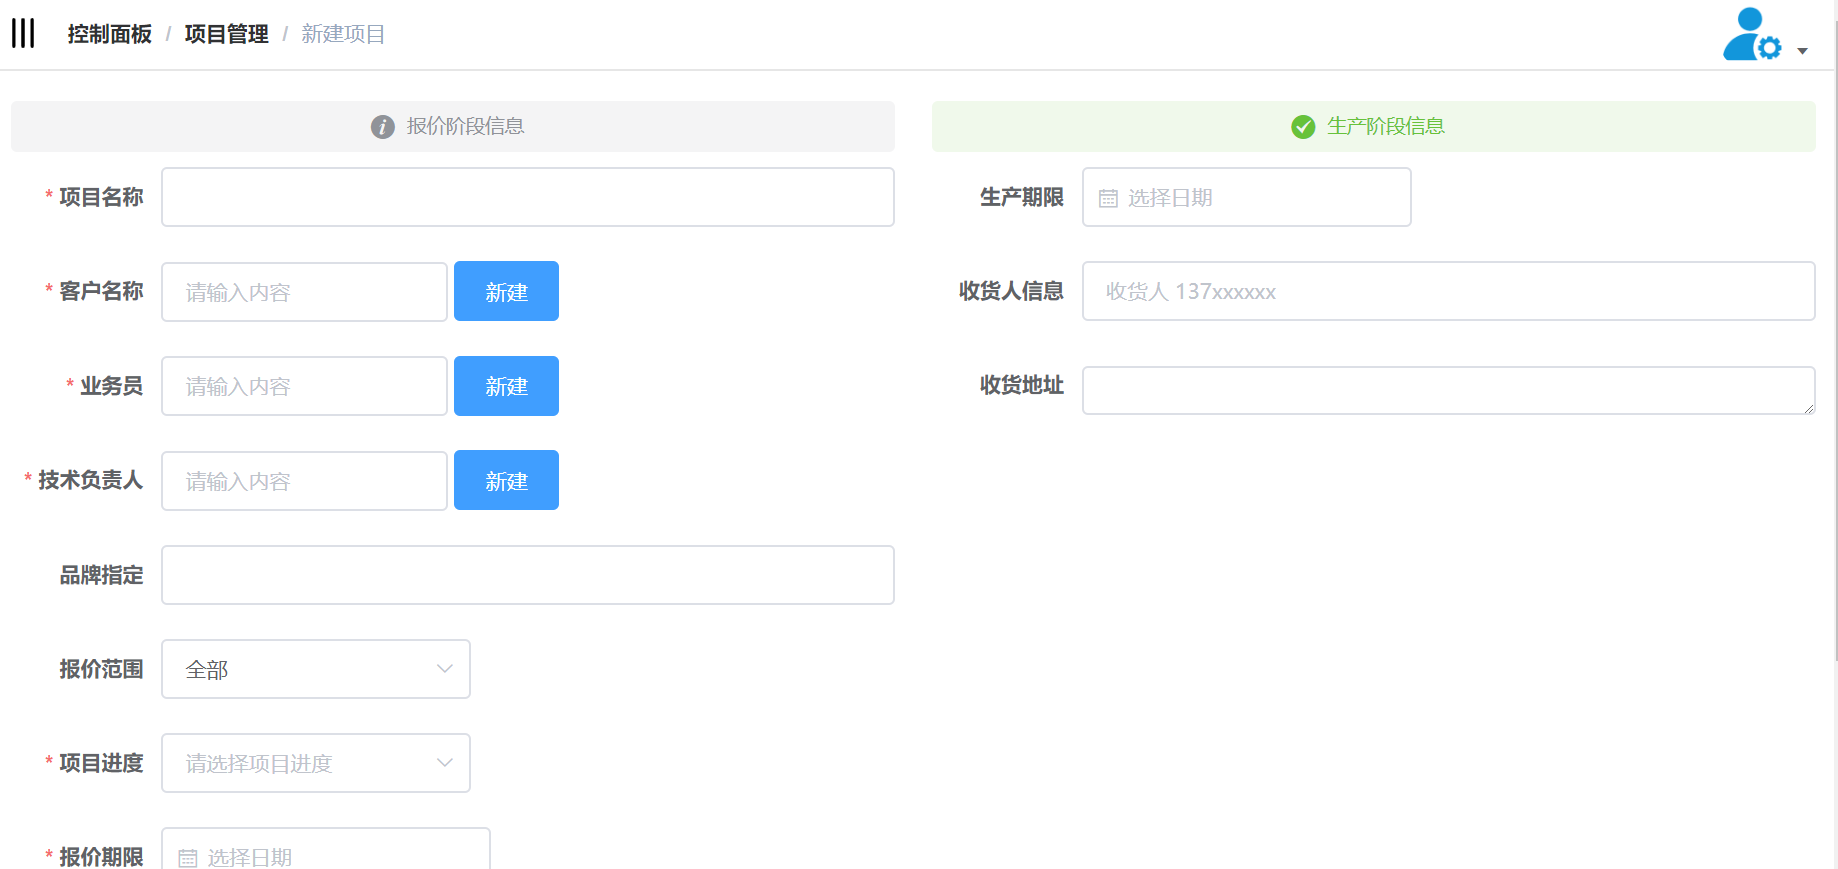 控制面板 / 项目管理 / 新建项目
报价阶段信息
* 项目名称
* 客户名称 请输入内容 新建
* 业务员 请输入内容 新建
* 技术负责人 请输入内容 新建
品牌指定
报价范围 全部
* 项目进度 请选择项目进度
* 报价期限 选择日期
生产阶段信息
生产期限 选择日期
收货人信息 收货人 137xxxxxx
收货地址